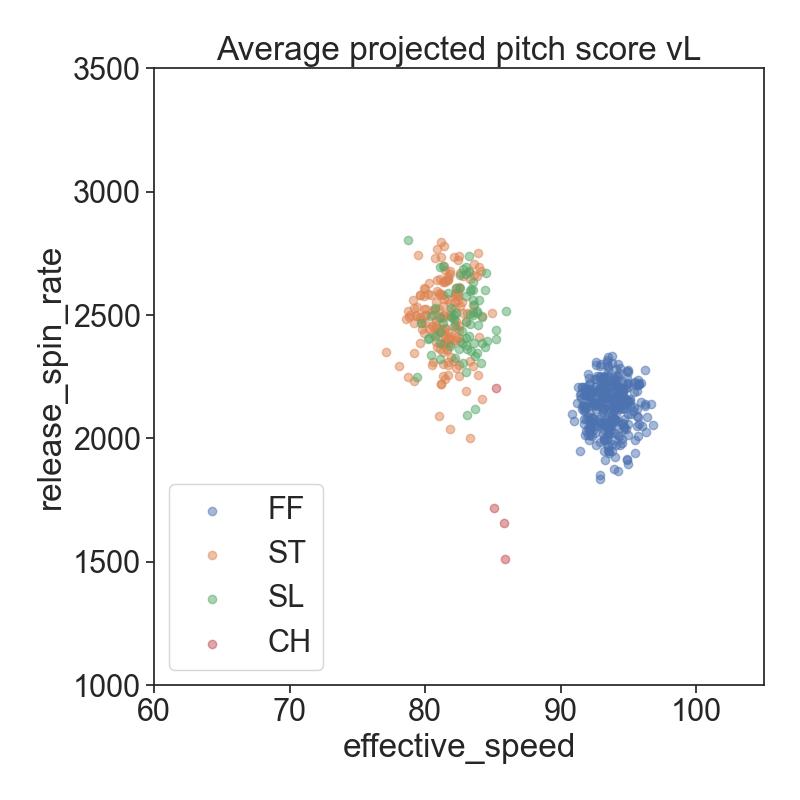 Average projected pitch score vL
3500
3000
2500
2000
1500
1000
release_spin_rate
FF
ST
SL
CH
60 70 80 90 100
effective_speed